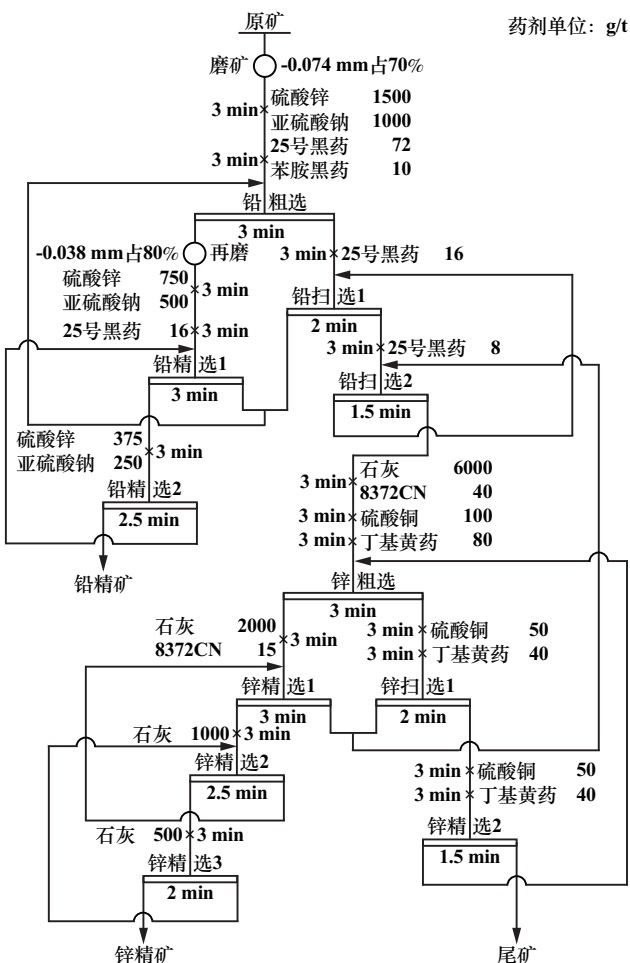 原矿
药剂单位：g/t
磨矿 -0.074 mm占70%
3 min 硫酸锌 1500
亚硫酸钠 1000
3 min 25号黑药 72
苯胺黑药 10
铅 粗选
3 min
-0.038 mm占80% 再磨
3 min 25号黑药 16
硫酸锌 750
亚硫酸钠 500
3 min
铅扫 选1
2 min
25号黑药 16 3 min
3 min 25号黑药 8
铅精 选1
3 min
铅扫 选2
1.5 min
硫酸锌 375
亚硫酸钠 250
3 min
铅精 选2
2.5 min
铅精矿
3 min 石灰 6000
8372CN 40
3 min 硫酸铜 100
3 min 丁基黄药 80
锌 粗选
3 min
石灰 2000
8372CN 15
3 min
3 min 硫酸铜 50
3 min 丁基黄药 40
锌精 选1
3 min
锌扫 选1
2 min
石灰 1000 3 min
锌精 选2
2.5 min
3 min 硫酸铜 50
3 min 丁基黄药 40
石灰 500 3 min
锌精 选2
1.5 min
锌精 选3
2 min
锌精矿
尾矿